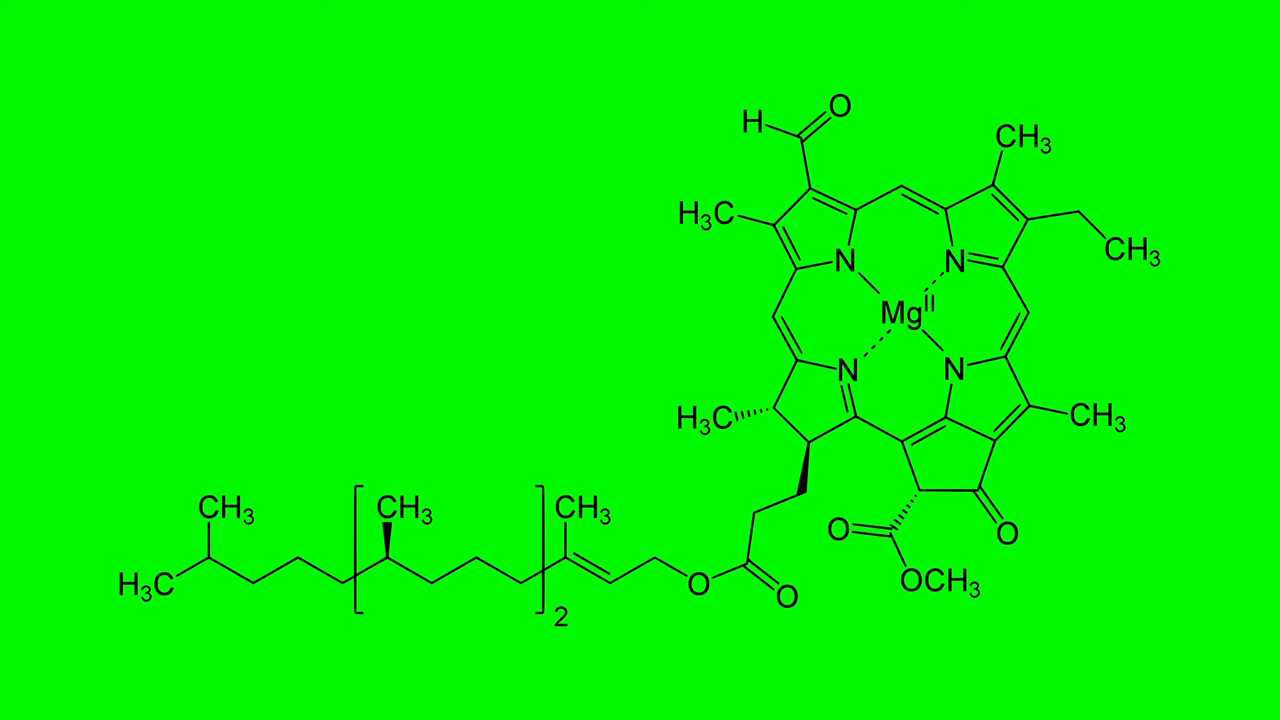 H O
CH₃
H₃C
CH₃
N N
Mg^II
N N
H₃C CH₃
CH₃ CH₃ CH₃ O O
H₃C O O OCH₃
2